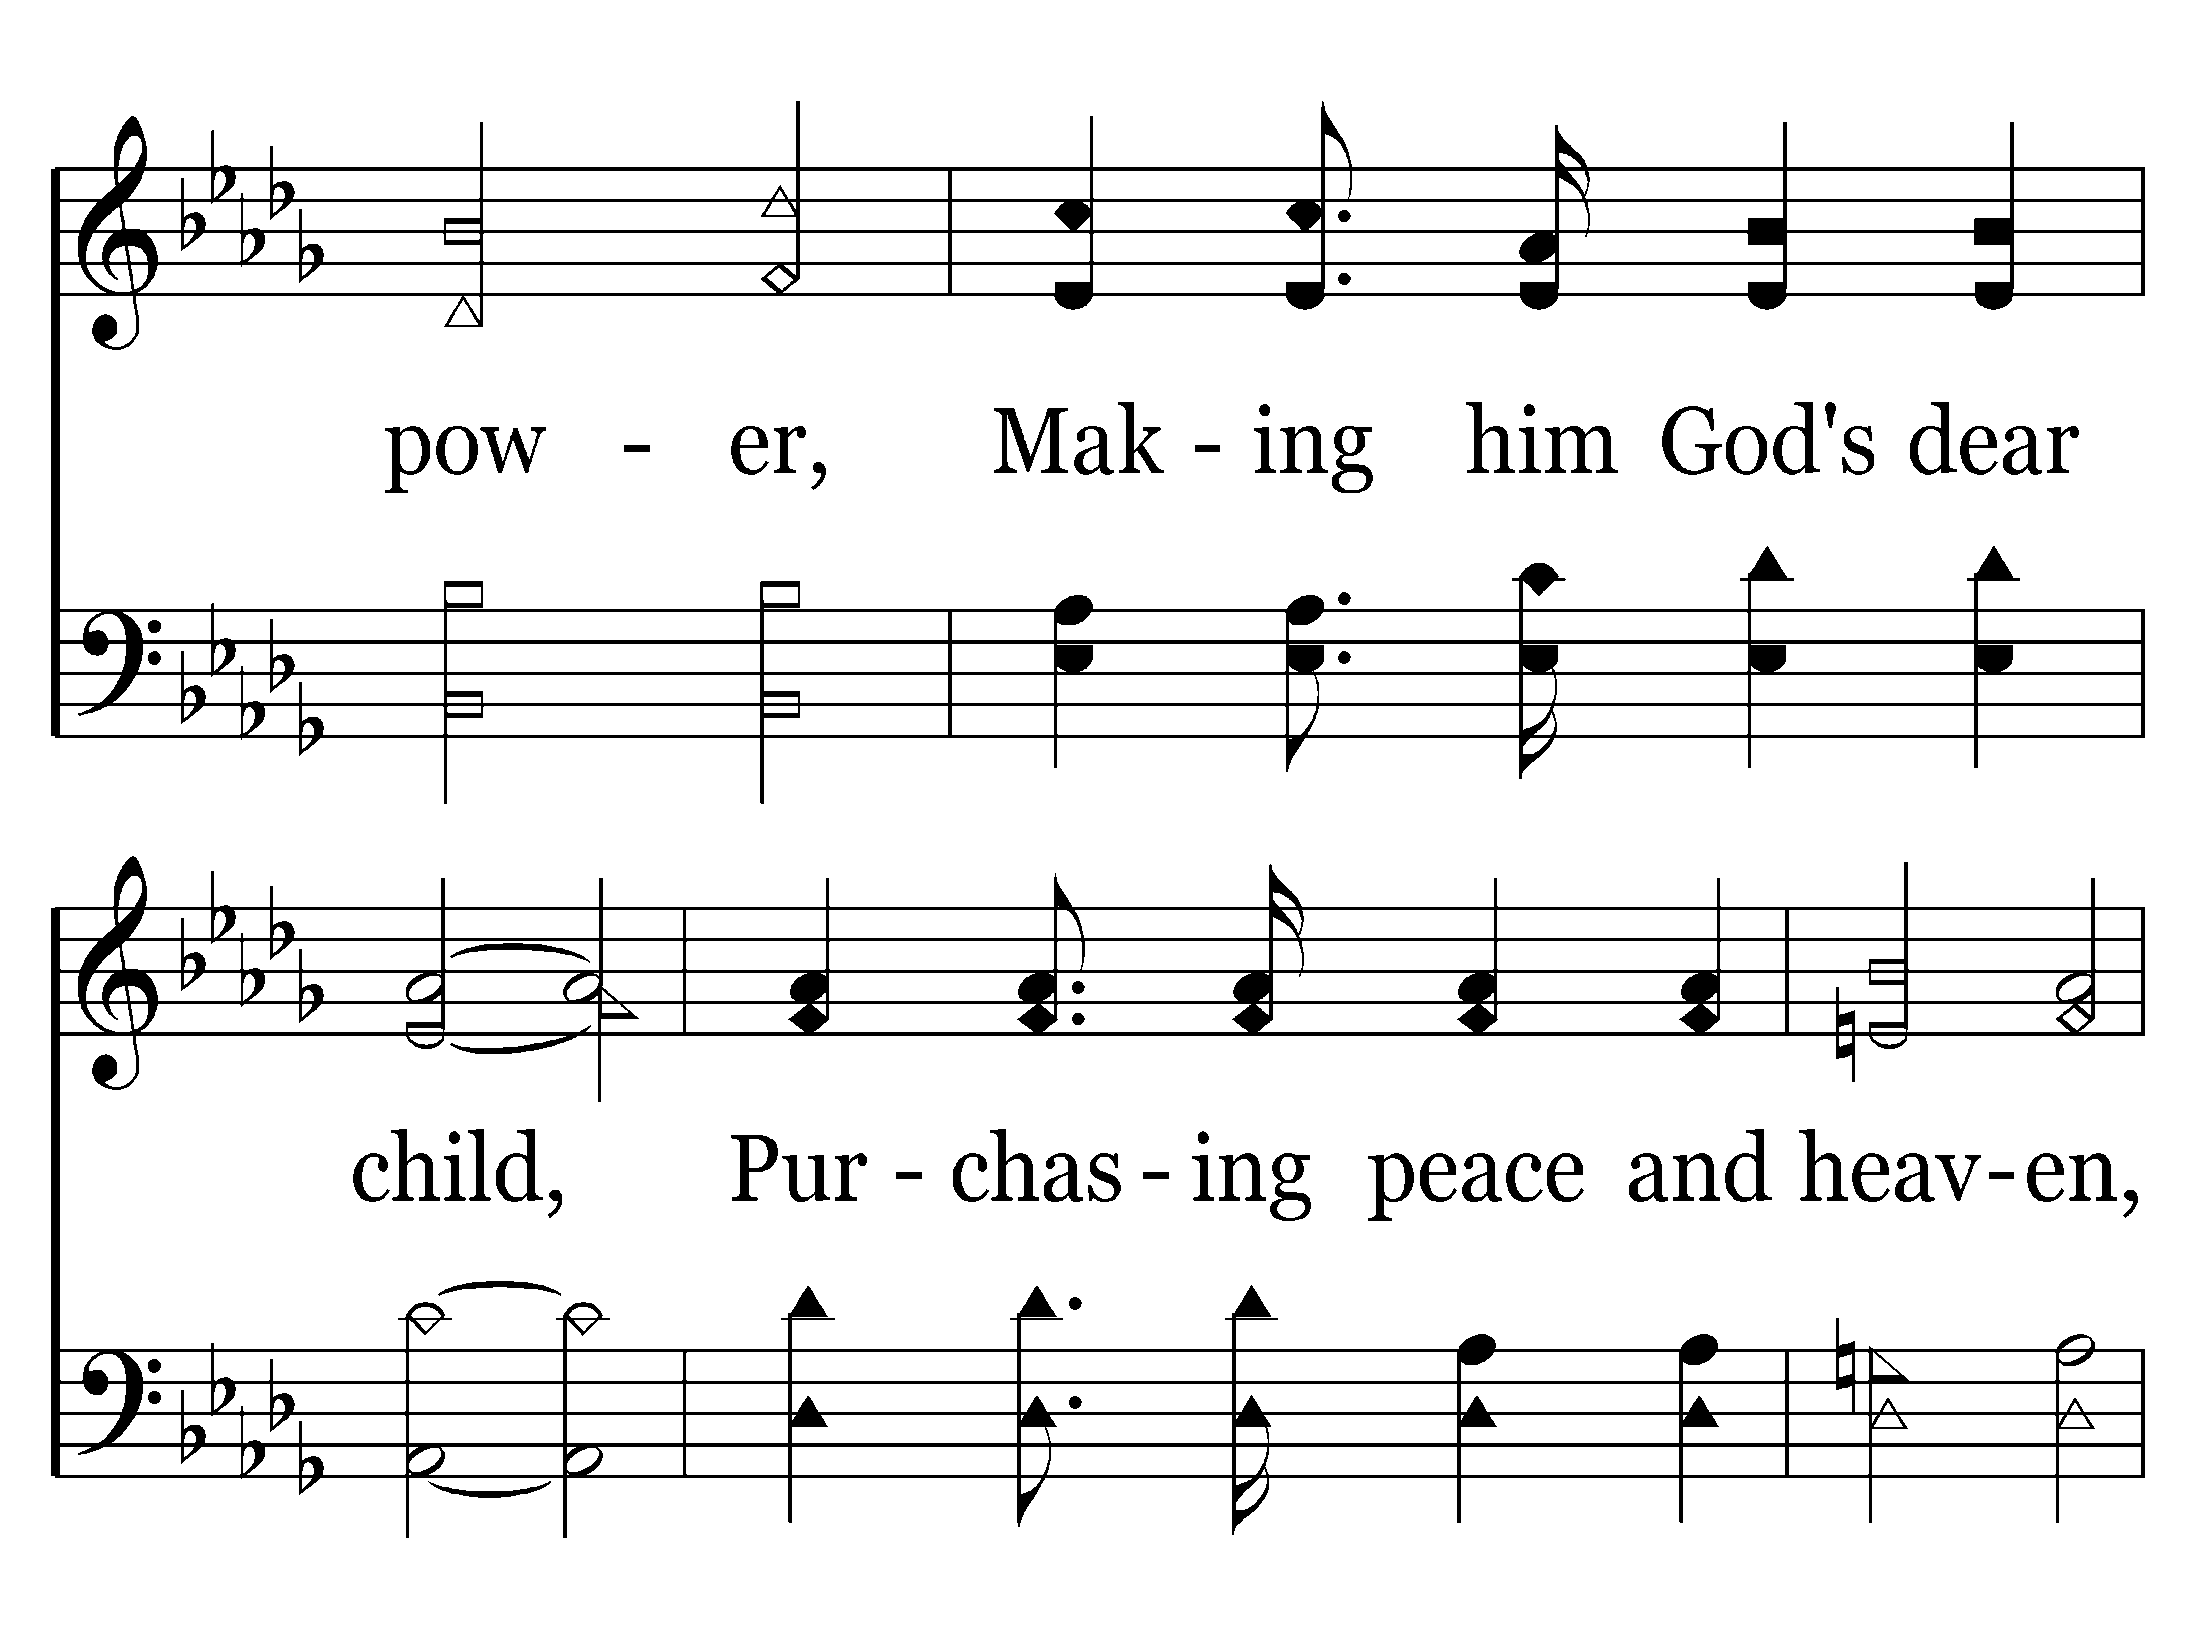 pow - er, Mak - ing him God's dear
child, Pur - chas - ing peace and heav - en,